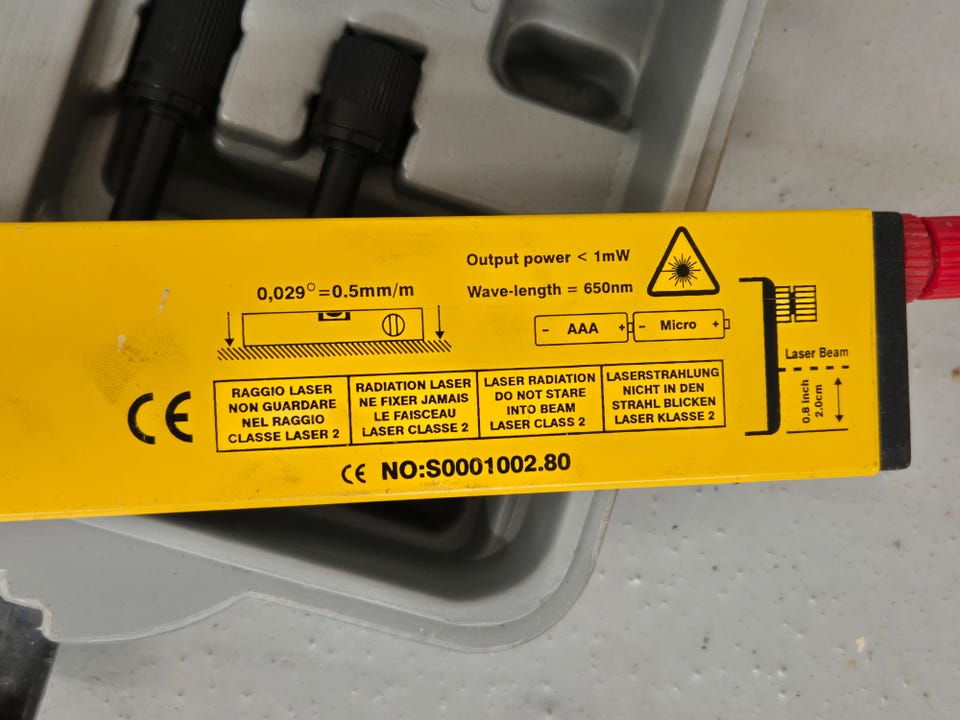 Output power < 1mW
Wave-length = 650nm
0,029°=0.5mm/m
- AAA + - Micro +
Laser Beam
0.8 inch
2.0cm
CE
RAGGIO LASER
NON GUARDARE
NEL RAGGIO
CLASSE LASER 2
RADIATION LASER
NE FIXER JAMAIS
LE FAISCEAU
LASER CLASSE 2
LASER RADIATION
DO NOT STARE
INTO BEAM
LASER CLASS 2
LASERSTRAHLUNG
NICHT IN DEN
STRAHL BLICKEN
LASER KLASSE 2
CE NO:S0001002.80